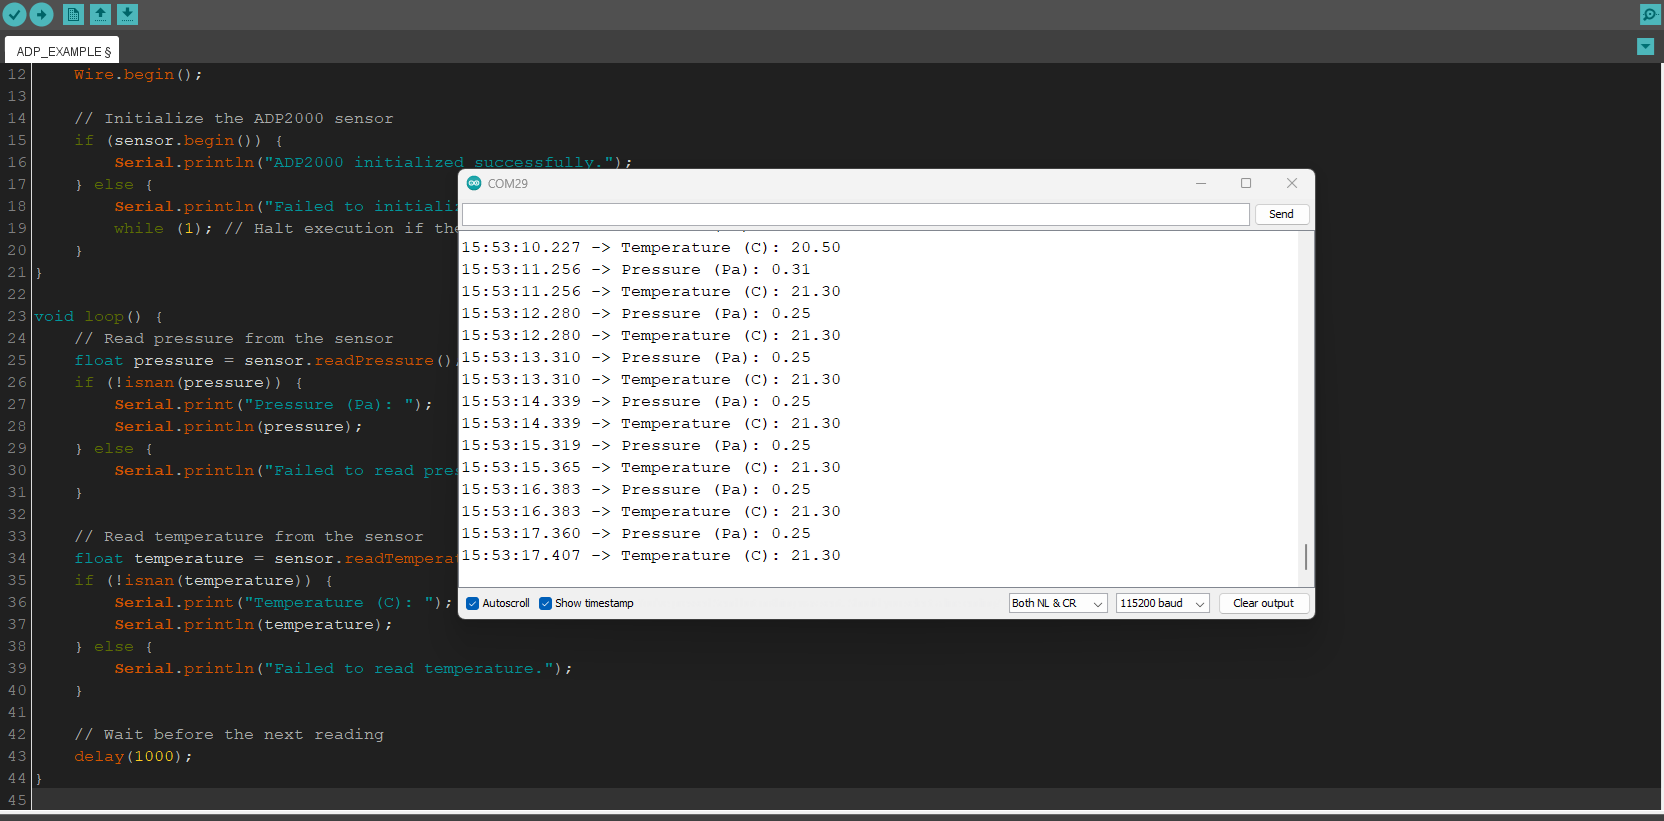 ADP_EXAMPLE §
12 Wire.begin();
13
14 // Initialize the ADP2000 sensor
15 if (sensor.begin()) {
16 Serial.println("ADP2000 initialized successfully.");
17 } else {
18 Serial.println("Failed to initiali
19 while (1); // Halt execution if the
20 }
21 }
22
23 void loop() {
24 // Read pressure from the sensor
25 float pressure = sensor.readPressure()
26 if (!isnan(pressure)) {
27 Serial.print("Pressure (Pa): ");
28 Serial.println(pressure);
29 } else {
30 Serial.println("Failed to read pres
31 }
32
33 // Read temperature from the sensor
34 float temperature = sensor.readTempera
35 if (!isnan(temperature)) {
36 Serial.print("Temperature (C): ");
37 Serial.println(temperature);
38 } else {
39 Serial.println("Failed to read temperature.");
40 }
41
42 // Wait before the next reading
43 delay(1000);
44 }
45
COM29
Send
15:53:10.227 -> Temperature (C): 20.50
15:53:11.256 -> Pressure (Pa): 0.31
15:53:11.256 -> Temperature (C): 21.30
15:53:12.280 -> Pressure (Pa): 0.25
15:53:12.280 -> Temperature (C): 21.30
15:53:13.310 -> Pressure (Pa): 0.25
15:53:13.310 -> Temperature (C): 21.30
15:53:14.339 -> Pressure (Pa): 0.25
15:53:14.339 -> Temperature (C): 21.30
15:53:15.319 -> Pressure (Pa): 0.25
15:53:15.365 -> Temperature (C): 21.30
15:53:16.383 -> Pressure (Pa): 0.25
15:53:16.383 -> Temperature (C): 21.30
15:53:17.360 -> Pressure (Pa): 0.25
15:53:17.407 -> Temperature (C): 21.30
Autoscroll Show timestamp Both NL & CR 115200 baud Clear output